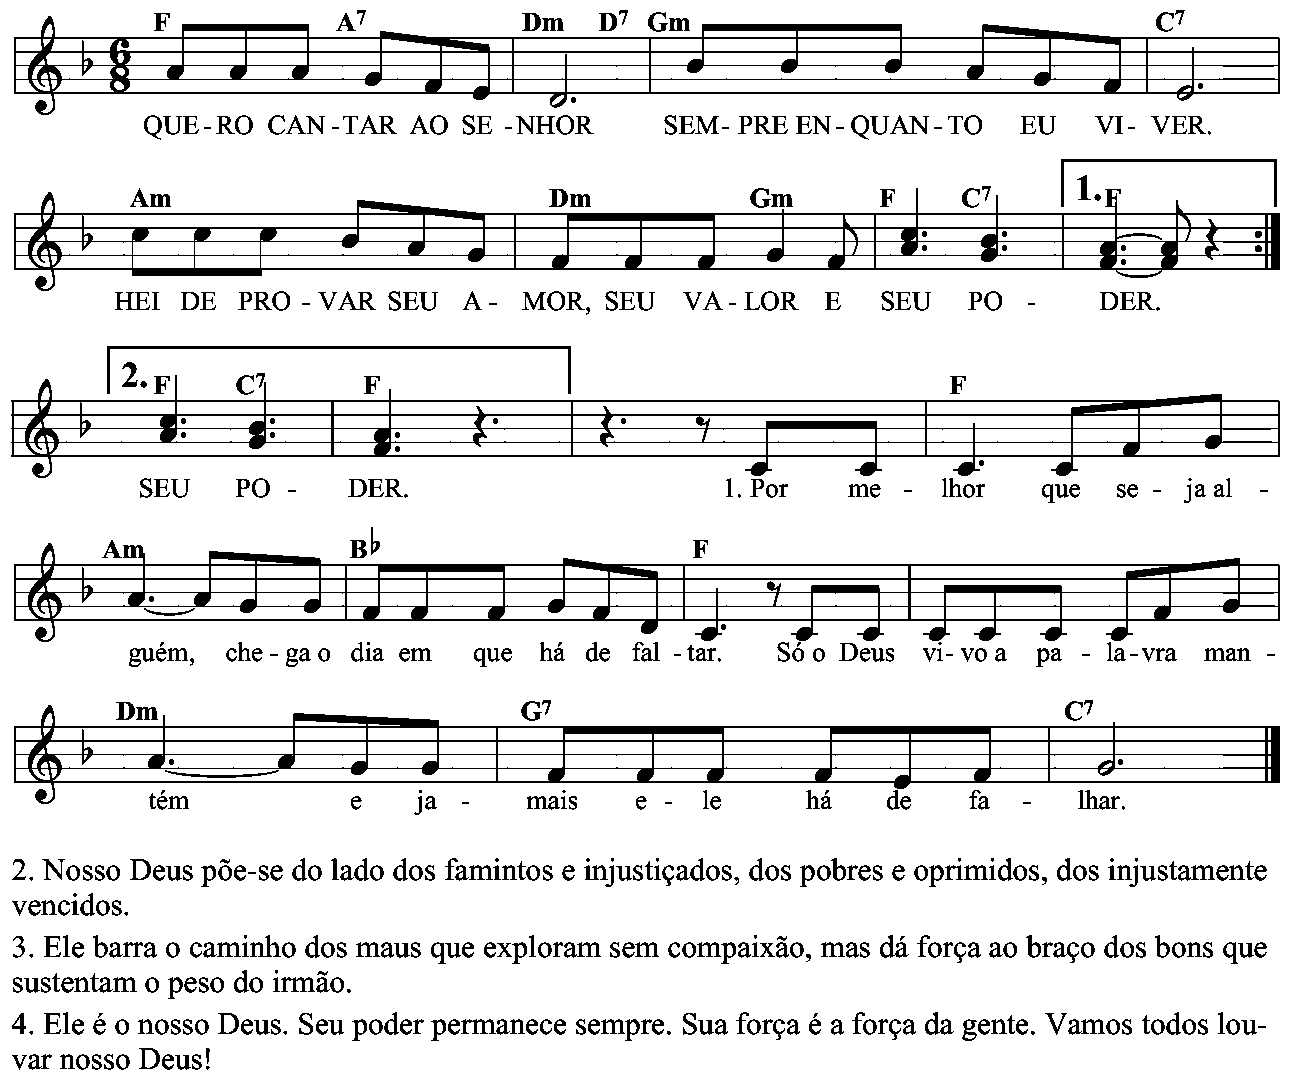 F A7 Dm D7 Gm C7
6
8
QUE-RO CAN-TAR AO SE-NHOR SEM-PRE EN-QUAN-TO EU VI-VER.
Am Dm Gm F C7 1. F
HEI DE PRO-VAR SEU A-MOR, SEU VA-LOR E SEU PO-DER.
2. F C7 F F
SEU PO-DER. 1. Por me-lhor que se-ja al-
Am B♭ F
guém, che-ga o dia em que há de fal-tar. Só o Deus vi-vo a pa-la-vra man-
Dm G7 C7
tém e ja-mais e-le há de fa-lhar.
2. Nosso Deus põe-se do lado dos famintos e injustiçados, dos pobres e oprimidos, dos injustamente
vencidos.
3. Ele barra o caminho dos maus que exploram sem compaixão, mas dá força ao braço dos bons que
sustentam o peso do irmão.
4. Ele é o nosso Deus. Seu poder permanece sempre. Sua força é a força da gente. Vamos todos lou-
var nosso Deus!